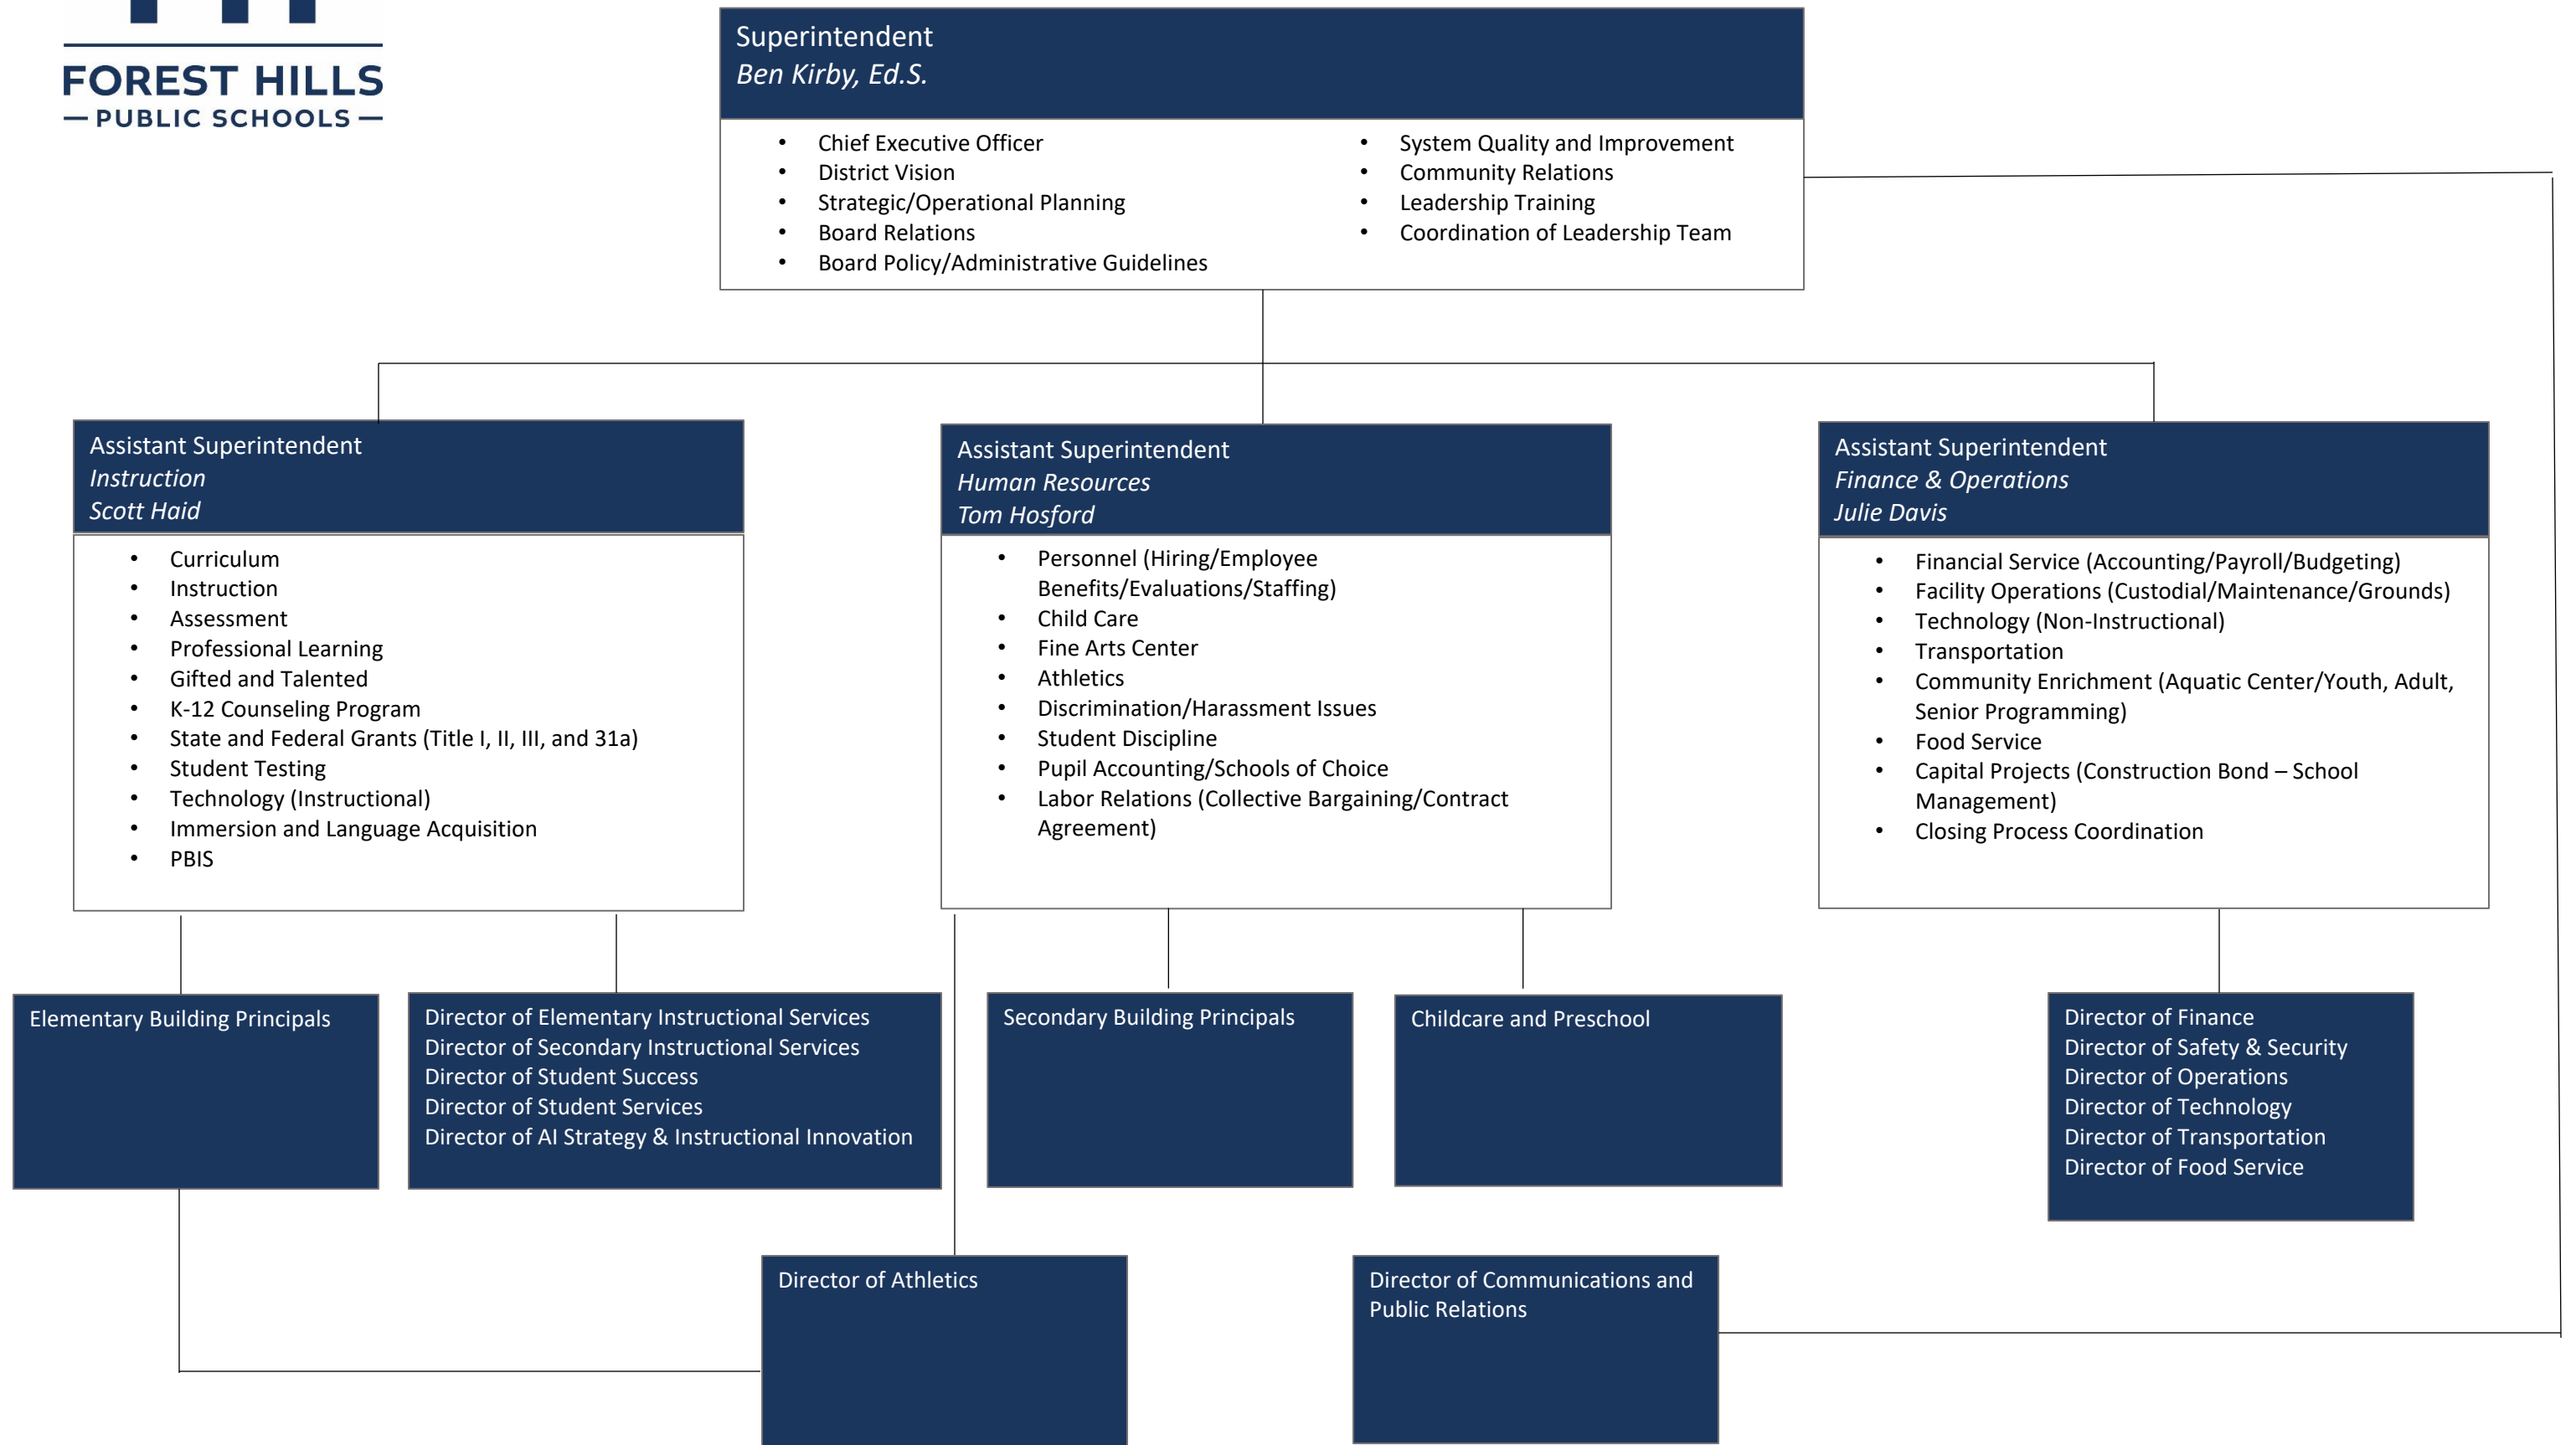 FOREST HILLS
PUBLIC SCHOOLS
Superintendent
Ben Kirby, Ed.S.
• Chief Executive Officer
• District Vision
• Strategic/Operational Planning
• Board Relations
• Board Policy/Administrative Guidelines
• System Quality and Improvement
• Community Relations
• Leadership Training
• Coordination of Leadership Team
Assistant Superintendent
Instruction
Scott Haid
• Curriculum
• Instruction
• Assessment
• Professional Learning
• Gifted and Talented
• K-12 Counseling Program
• State and Federal Grants (Title I, II, III, and 31a)
• Student Testing
• Technology (Instructional)
• Immersion and Language Acquisition
• PBIS
Assistant Superintendent
Human Resources
Tom Hosford
• Personnel (Hiring/Employee
Benefits/Evaluations/Staffing)
• Child Care
• Fine Arts Center
• Athletics
• Discrimination/Harassment Issues
• Student Discipline
• Pupil Accounting/Schools of Choice
• Labor Relations (Collective Bargaining/Contract
Agreement)
Assistant Superintendent
Finance & Operations
Julie Davis
• Financial Service (Accounting/Payroll/Budgeting)
• Facility Operations (Custodial/Maintenance/Grounds)
• Technology (Non-Instructional)
• Transportation
• Community Enrichment (Aquatic Center/Youth, Adult,
Senior Programming)
• Food Service
• Capital Projects (Construction Bond – School
Management)
• Closing Process Coordination
Elementary Building Principals
Director of Elementary Instructional Services
Director of Secondary Instructional Services
Director of Student Success
Director of Student Services
Director of AI Strategy & Instructional Innovation
Secondary Building Principals
Childcare and Preschool
Director of Finance
Director of Safety & Security
Director of Operations
Director of Technology
Director of Transportation
Director of Food Service
Director of Athletics
Director of Communications and
Public Relations